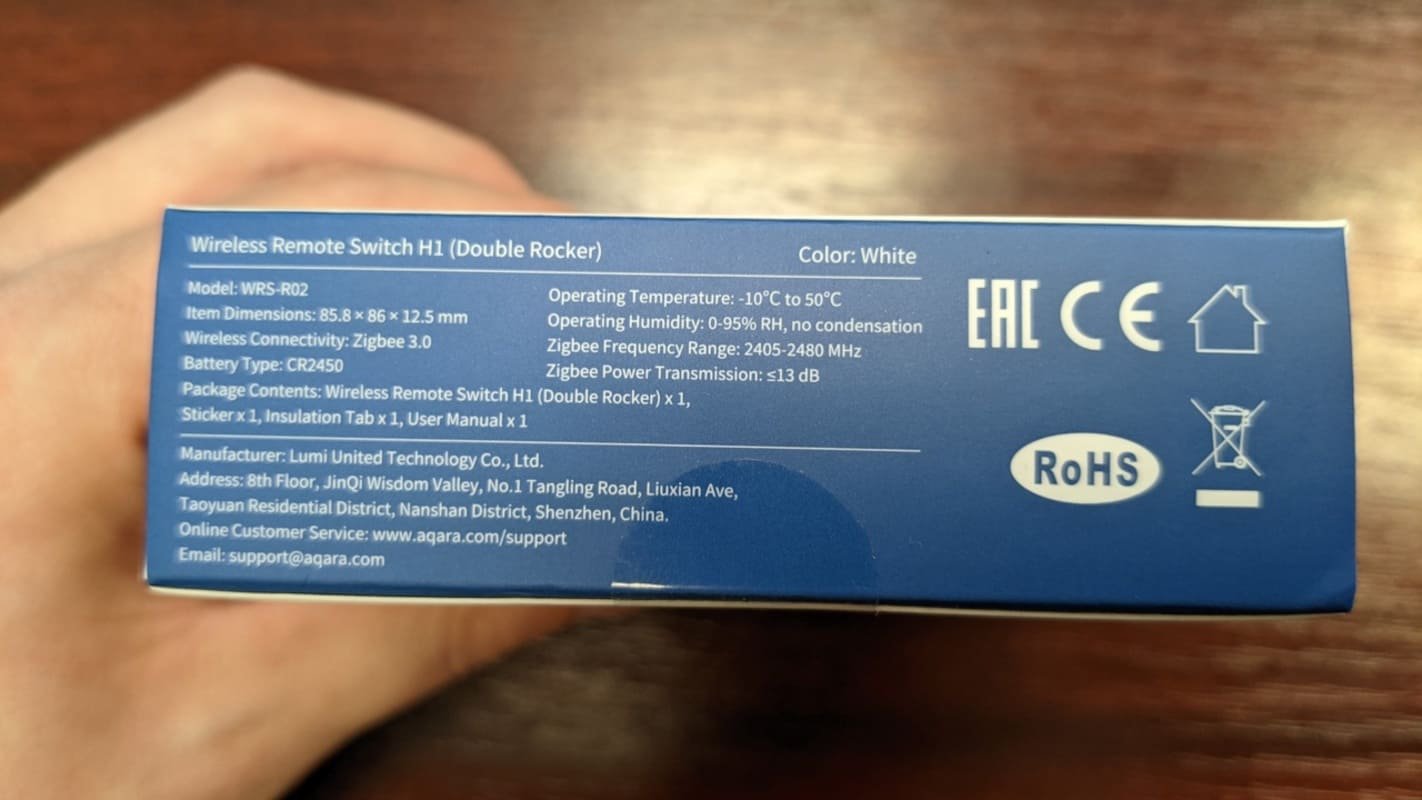 Wireless Remote Switch H1 (Double Rocker)
Color: White
Model: WRS-R02
Item Dimensions: 85.8 × 86 × 12.5 mm
Wireless Connectivity: Zigbee 3.0
Battery Type: CR2450
Operating Temperature: -10°C to 50°C
Operating Humidity: 0-95% RH, no condensation
Zigbee Frequency Range: 2405-2480 MHz
Zigbee Power Transmission: ≤13 dB
Package Contents: Wireless Remote Switch H1 (Double Rocker) x 1,
Sticker x 1, Insulation Tab x 1, User Manual x 1
Manufacturer: Lumi United Technology Co., Ltd.
Address: 8th Floor, JinQi Wisdom Valley, No.1 Tangling Road, Liuxian Ave,
Taoyuan Residential District, Nanshan District, Shenzhen, China.
Online Customer Service: www.aqara.com/support
Email: support@aqara.com
EAC CE
RoHS